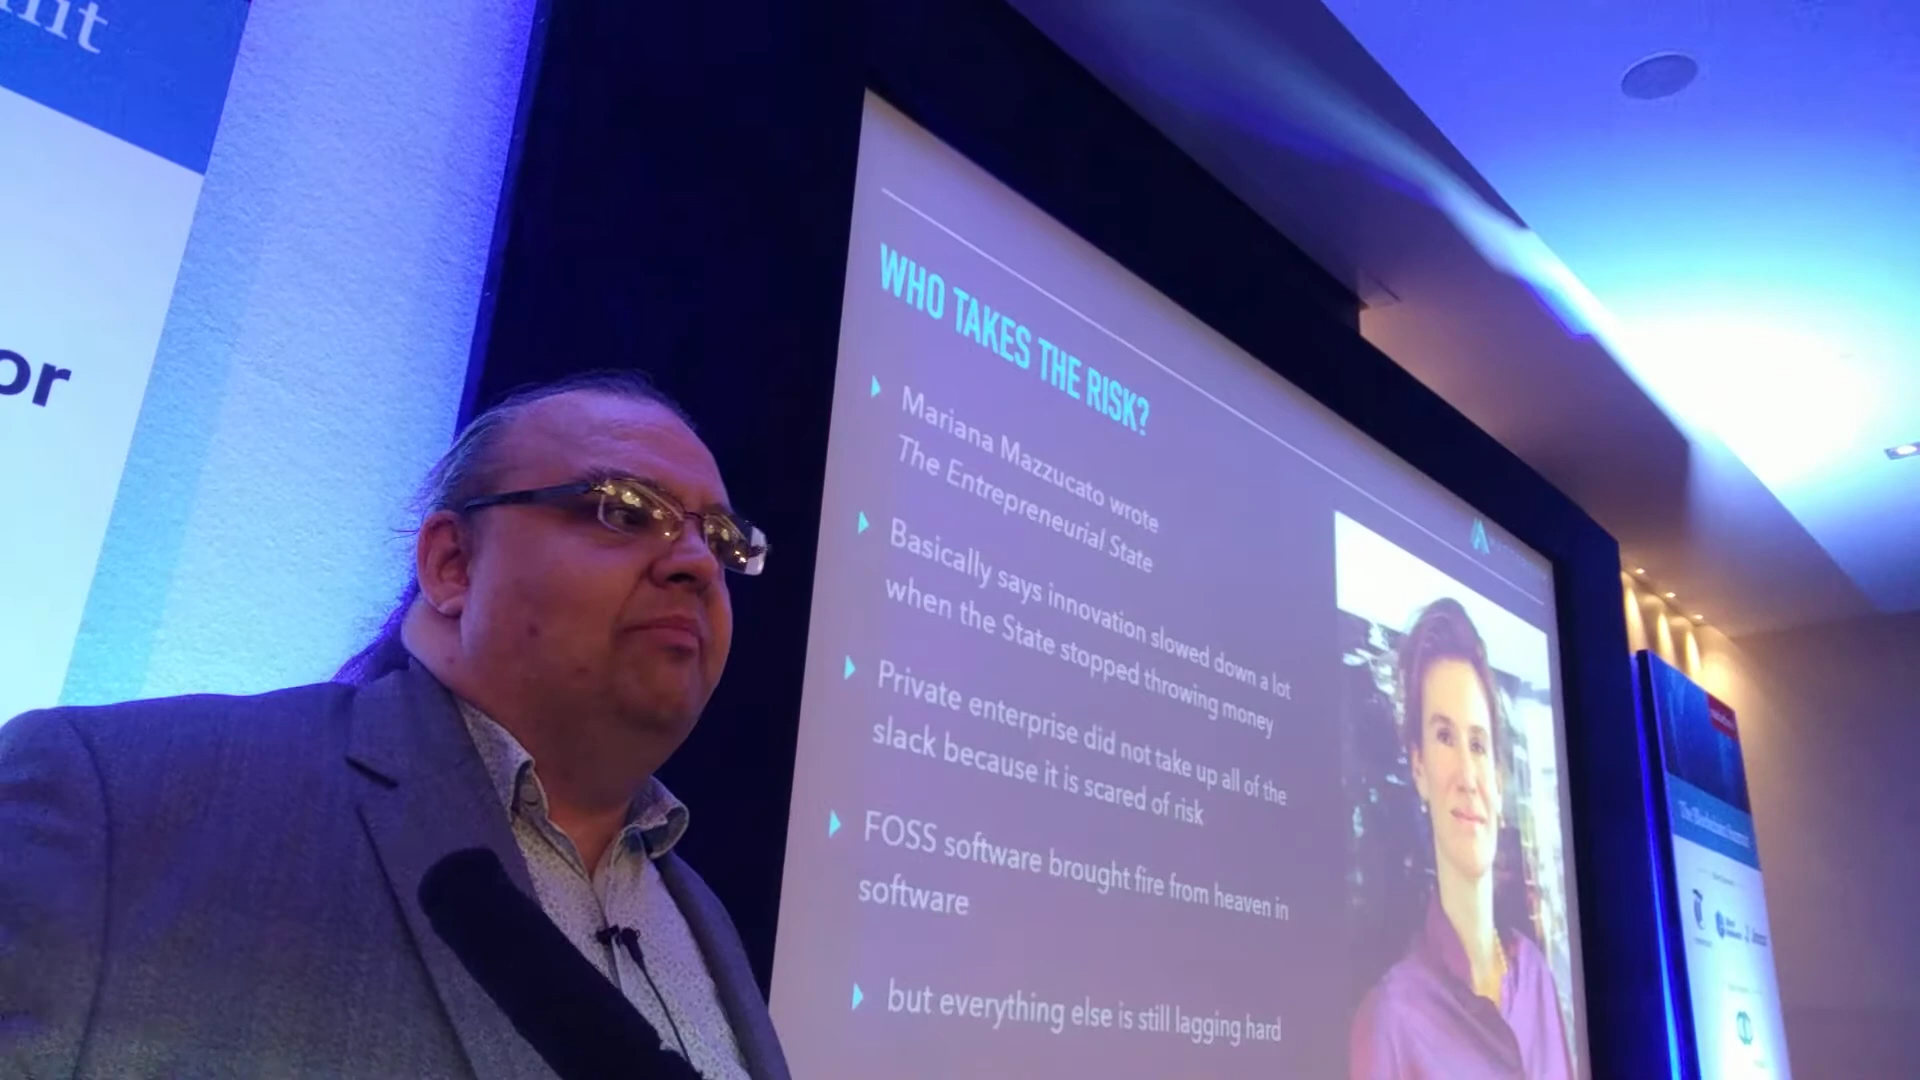 WHO TAKES THE RISK?
Mariana Mazzucato wrote
The Entrepreneurial State
Basically says innovation slowed down a lot
when the State stopped throwing money
Private enterprise did not take up all of the
slack because it is scared of risk
FOSS software brought fire from heaven in
software
but everything else is still lagging hard
or